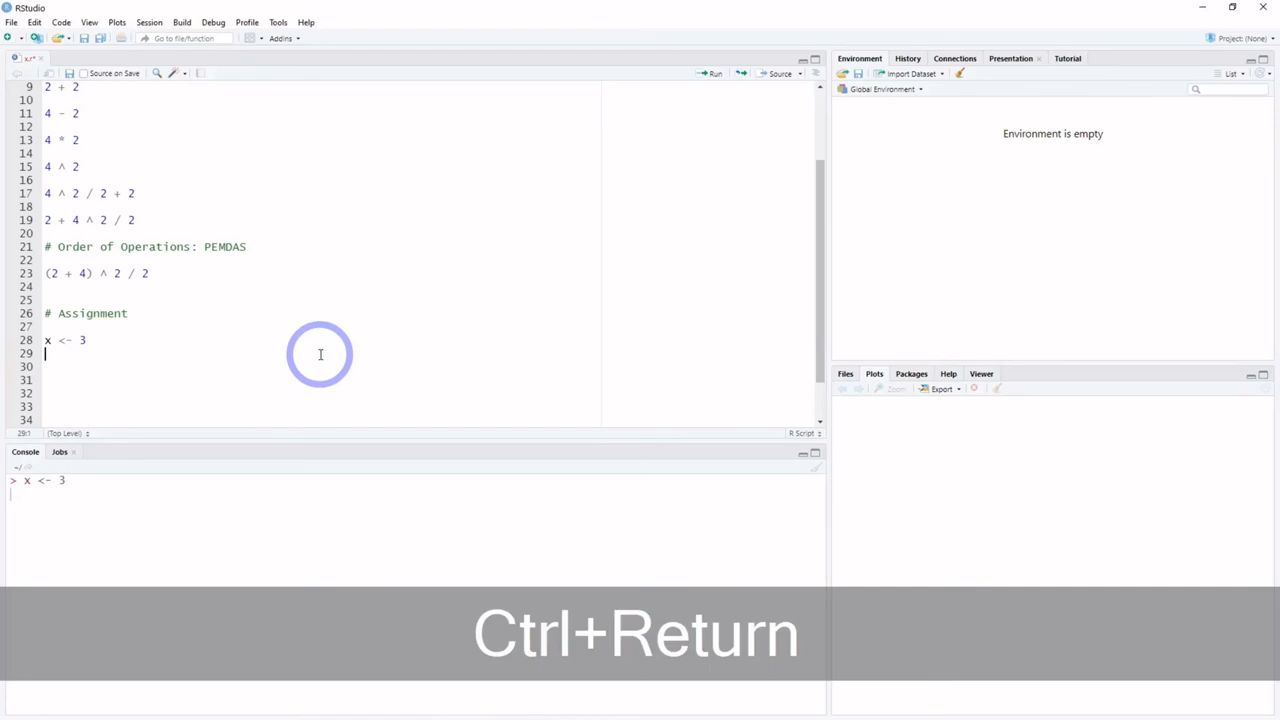 RStudio
File Edit Code View Plots Session Build Debug Profile Tools Help
Go to file/function Addins Project: (None)
x.r*
Source on Save Run Source
9 2 + 2
10
11 4 - 2
12
13 4 * 2
14
15 4 ^ 2
16
17 4 ^ 2 / 2 + 2
18
19 2 + 4 ^ 2 / 2
20
21 # Order of Operations: PEMDAS
22
23 (2 + 4) ^ 2 / 2
24
25
26 # Assignment
27
28 x <- 3
29
30
31
32
33
34
29:1 (Top Level) R Script
Console Jobs
~/
> x <- 3
Environment History Connections Presentation Tutorial
Import Dataset List
Global Environment
Environment is empty
Files Plots Packages Help Viewer
Zoom Export
Ctrl+Return